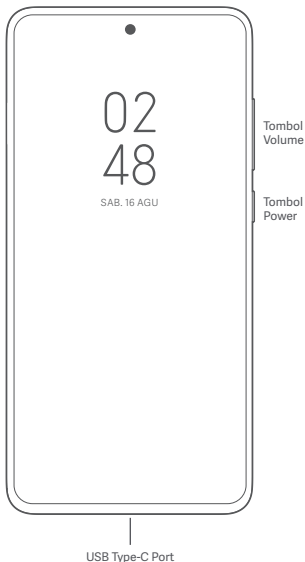 02
48
SAB. 16 AGU
Tombol
Volume
Tombol
Power
USB Type-C Port